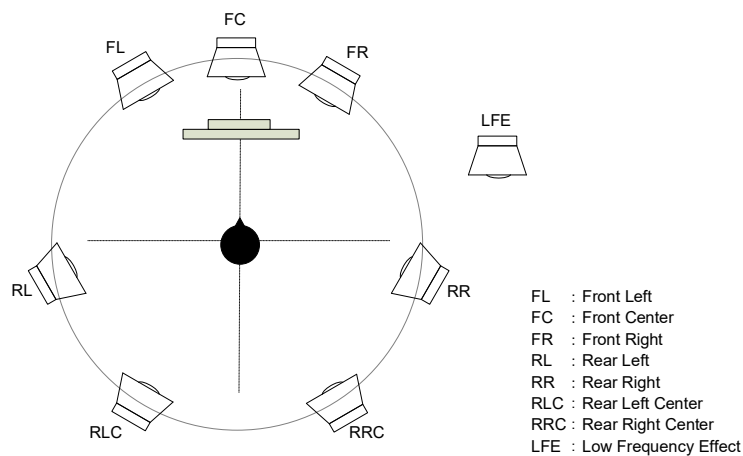 FC
FL
FR
LFE
RL
RR
RLC
RRC
FL : Front Left
FC : Front Center
FR : Front Right
RL : Rear Left
RR : Rear Right
RLC : Rear Left Center
RRC : Rear Right Center
LFE : Low Frequency Effect